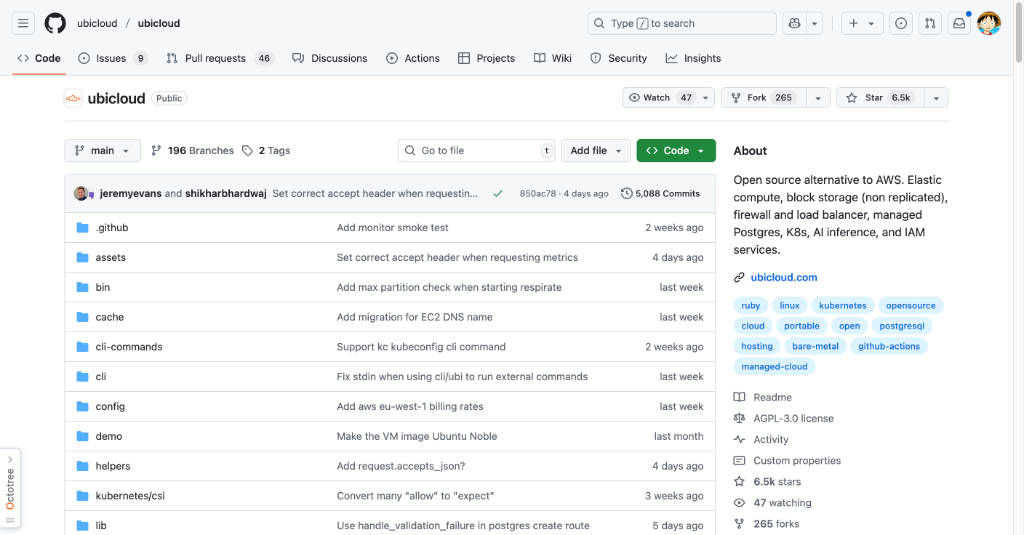 ubicloud / ubicloud
Type / to search
Code
Issues 9
Pull requests 46
Discussions
Actions
Projects
Wiki
Security
Insights
ubicloud Public
Watch 47
Fork 265
Star 6.5k
main
196 Branches
2 Tags
Go to file t
Add file
Code
jeremyevans and shikharbhardwaj Set correct accept header when requestin... 850ac78 · 4 days ago 5,088 Commits
.github Add monitor smoke test 2 weeks ago
assets Set correct accept header when requesting metrics 4 days ago
bin Add max partition check when starting respirate last week
cache Add migration for EC2 DNS name last week
cli-commands Support kc kubeconfig cli command 2 weeks ago
cli Fix stdin when using cli/ubi to run external commands last week
config Add aws eu-west-1 billing rates last week
demo Make the VM image Ubuntu Noble last month
helpers Add request.accepts_json? 4 days ago
kubernetes/csi Convert many "allow" to "expect" 3 weeks ago
lib Use handle_validation_failure in postgres create route 5 days ago
About
Open source alternative to AWS. Elastic
compute, block storage (non replicated),
firewall and load balancer, managed
Postgres, K8s, AI inference, and IAM
services.
ubicloud.com
ruby linux kubernetes opensource
cloud portable open postgresql
hosting bare-metal github-actions
managed-cloud
Readme
AGPL-3.0 license
Activity
Custom properties
6.5k stars
47 watching
265 forks
Octotree